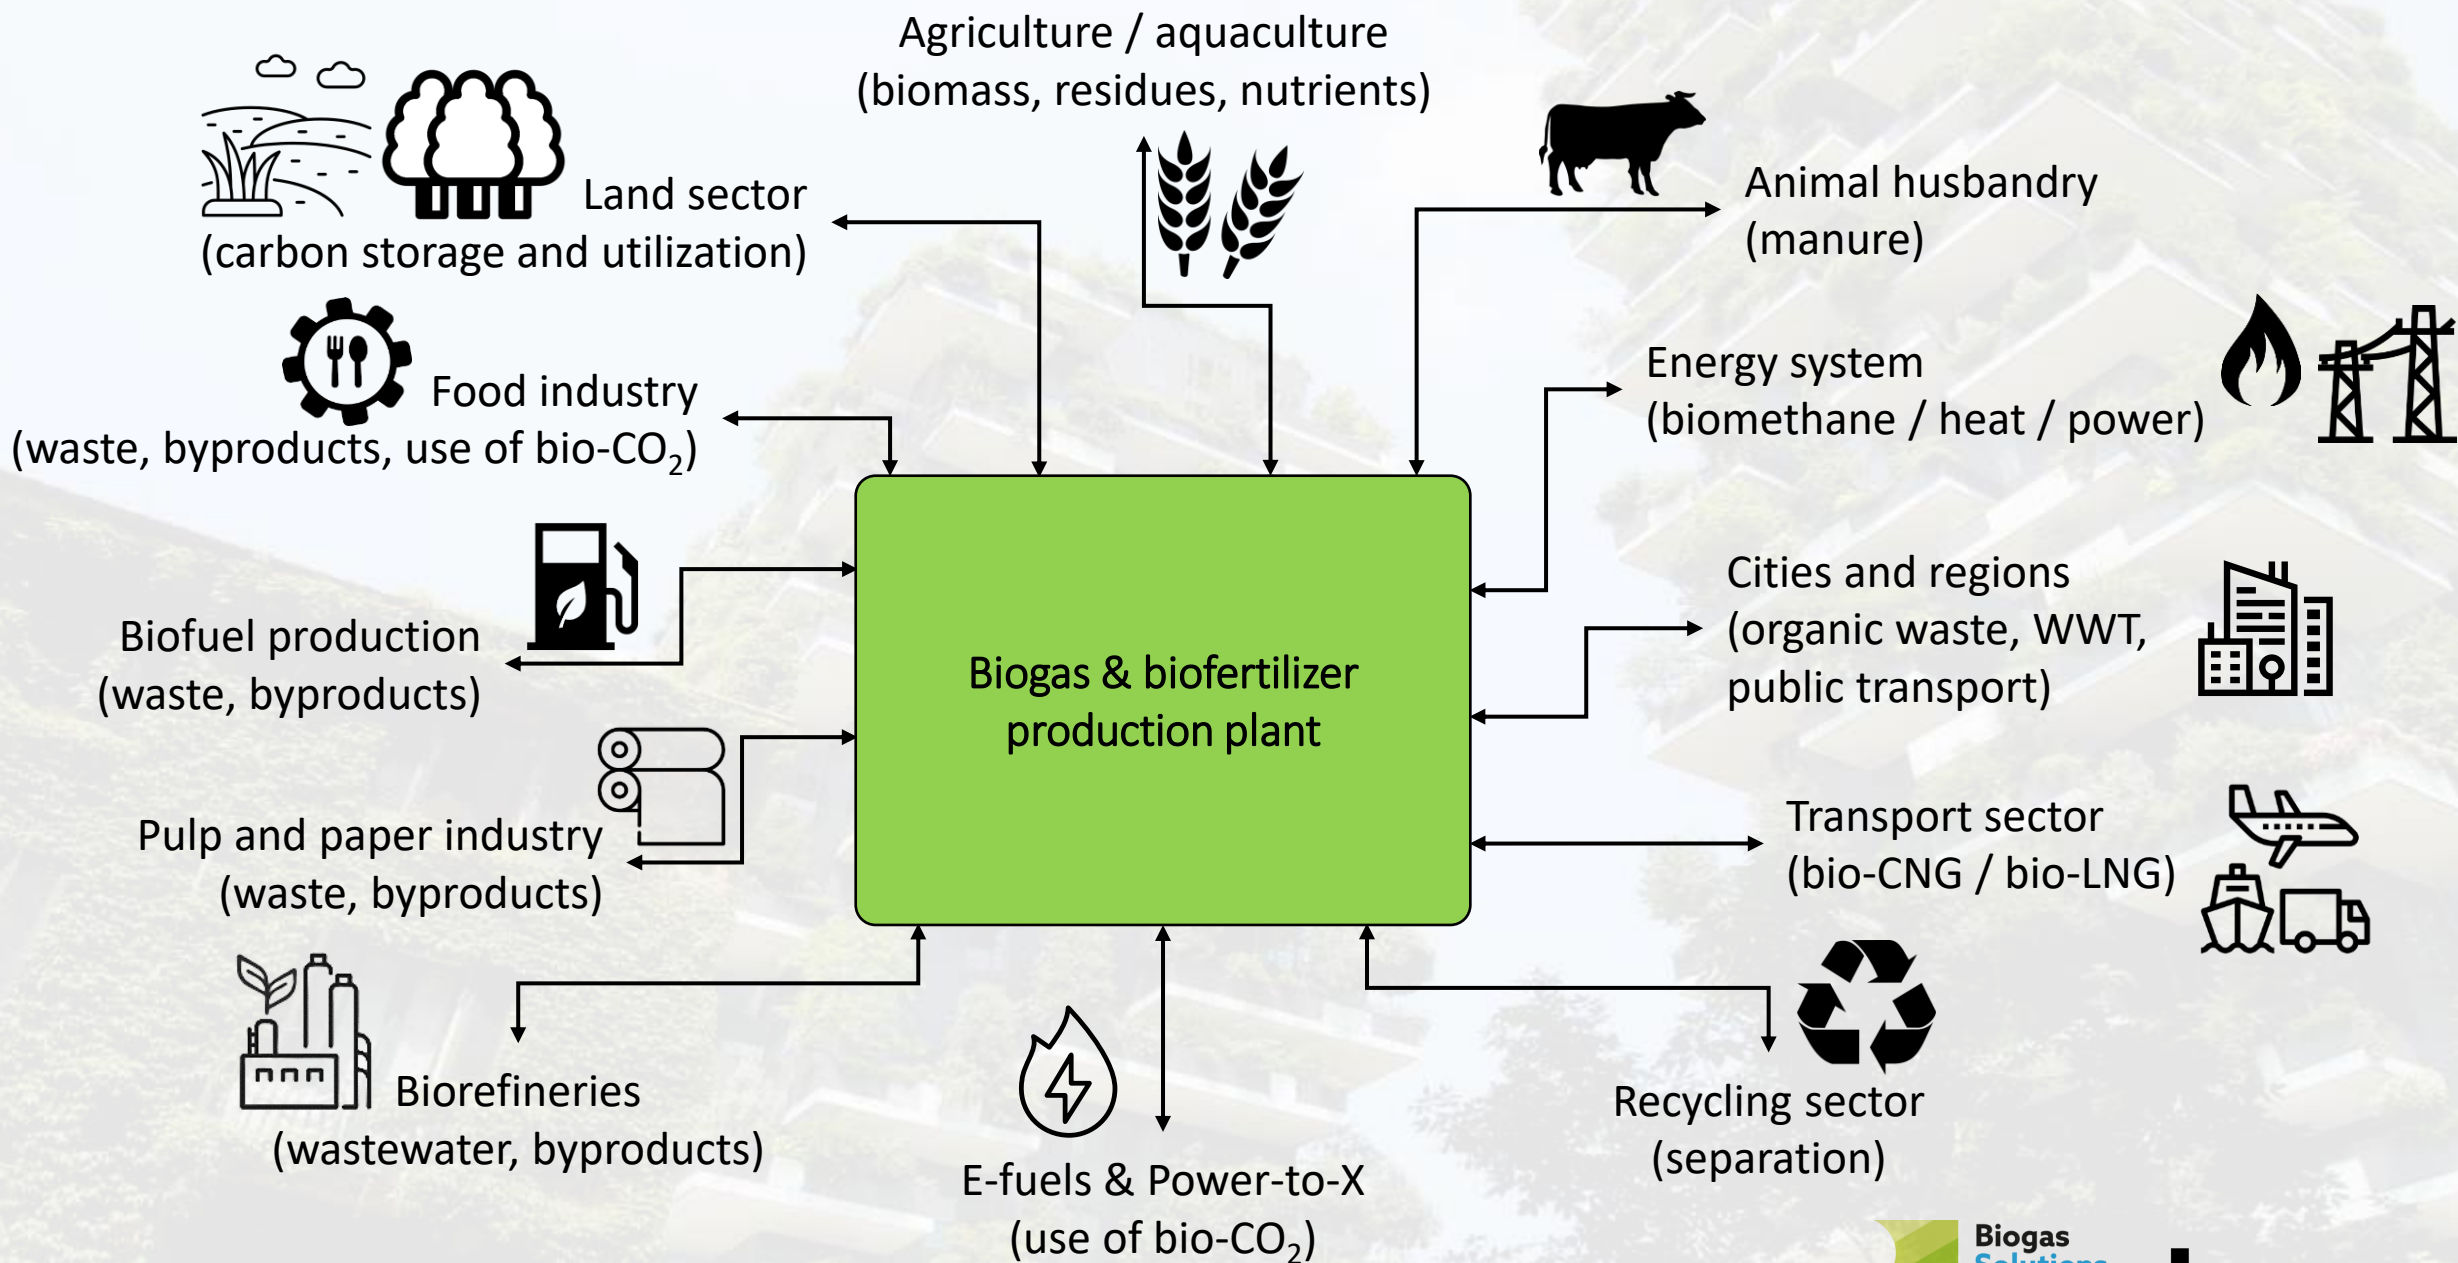 Agriculture / aquaculture
(biomass, residues, nutrients)
Land sector
(carbon storage and utilization)
Animal husbandry
(manure)
Food industry
(waste, byproducts, use of bio-CO₂)
Energy system
(biomethane / heat / power)
Biofuel production
(waste, byproducts)
Biogas & biofertilizer
production plant
Cities and regions
(organic waste, WWT,
public transport)
Pulp and paper industry
(waste, byproducts)
Transport sector
(bio-CNG / bio-LNG)
Biorefineries
(wastewater, byproducts)
E-fuels & Power-to-X
(use of bio-CO₂)
Recycling sector
(separation)
Biogas
Solutions